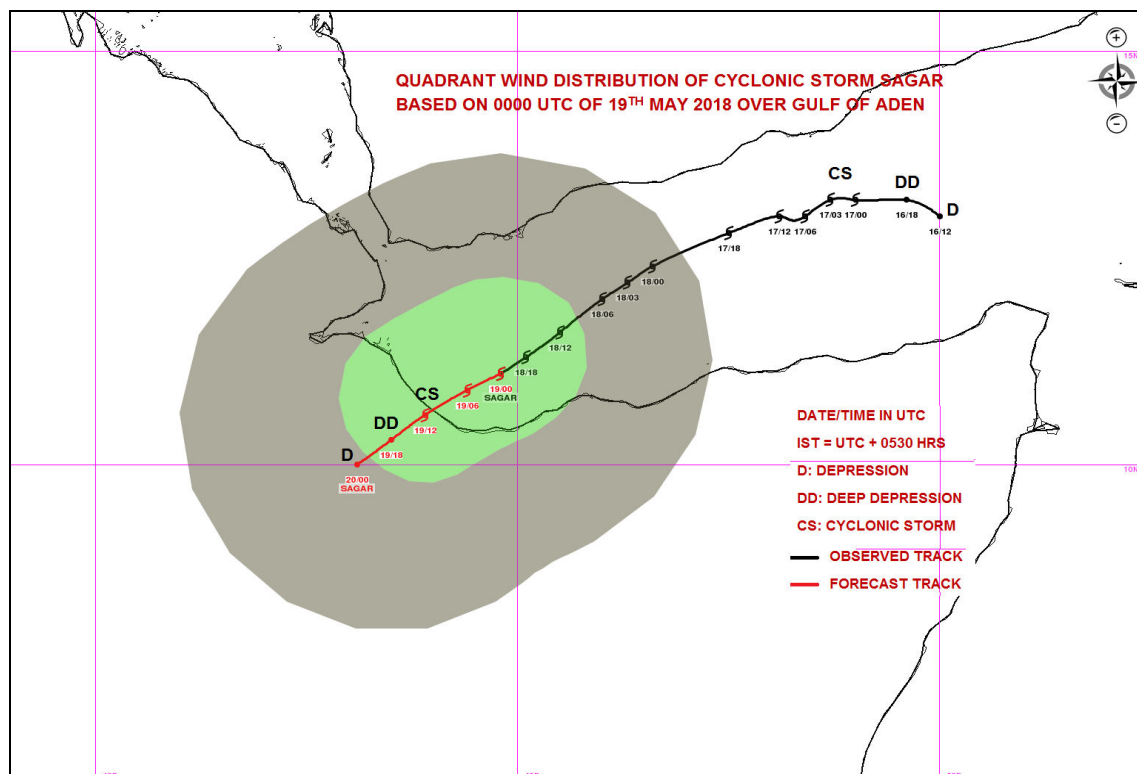 15N
QUADRANT WIND DISTRIBUTION OF CYCLONIC STORM SAGAR
BASED ON 0000 UTC OF 19TH MAY 2018 OVER GULF OF ADEN
CS
DD
D
17/03
17/00
16/18
16/12
17/12
17/06
17/18
18/00
18/03
18/06
18/12
18/18
19/00
SAGAR
19/06
CS
19/12
DD
19/18
D
20/00
SAGAR
DATE/TIME IN UTC
IST = UTC + 0530 HRS
D: DEPRESSION
10N
DD: DEEP DEPRESSION
CS: CYCLONIC STORM
OBSERVED TRACK
FORECAST TRACK